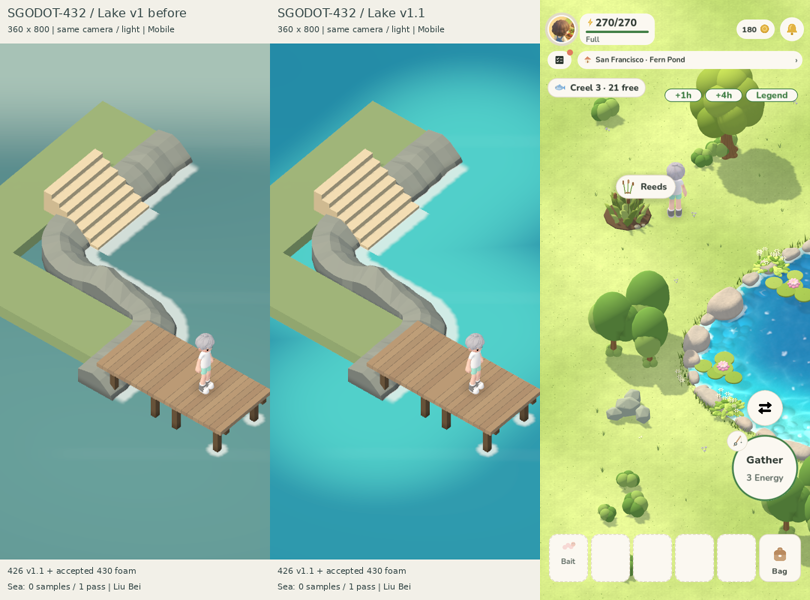 SGODOT-432 / Lake v1 before
360 x 800 | same camera / light | Mobile
426 v1.1 + accepted 430 foam
Sea: 0 samples / 1 pass | Liu Bei
SGODOT-432 / Lake v1.1
360 x 800 | same camera / light | Mobile
426 v1.1 + accepted 430 foam
Sea: 0 samples / 1 pass | Liu Bei
270/270
Full
180
San Francisco · Fern Pond
Creel 3 · 21 free
+1h
+4h
Legend
Reeds
Gather
3 Energy
Bait
Bag